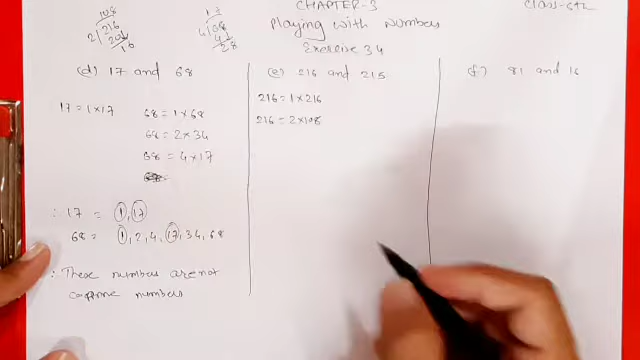 CHAPTER-3
Class-6th
Playing with Numbers
Exercise 3.4
108
2/216
(d) 17 and 68
(e) 216 and 215
(f) 81 and 16
17 = 1×17
68 = 1×68
68 = 2×34
68 = 4×17
216 = 1×216
216 = 2×108
∴ 17 = 1, 17
68 = 1, 2, 4, 17, 34, 68
∴ These numbers are not
coprime numbers